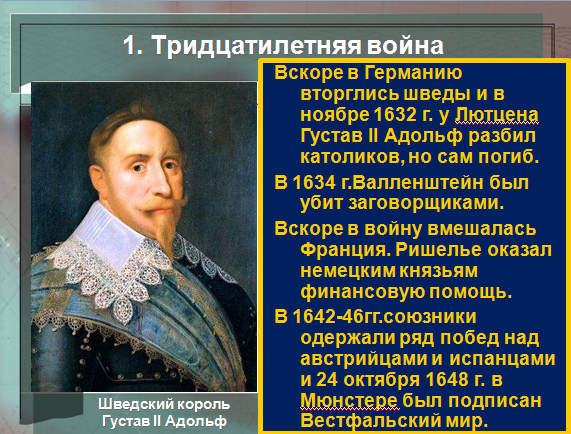 1. Тридцатилетняя война
Вскоре в Германию
вторглись шведы и в
ноябре 1632 г. у Лютцена
Густав II Адольф разбил
католиков, но сам погиб.
В 1634 г.Валленштейн был
убит заговорщиками.
Вскоре в войну вмешалась
Франция. Ришелье оказал
немецким князьям
финансовую помощь.
В 1642-46гг.союзники
одержали ряд побед над
австрийцами и испанцами
и 24 октября 1648 г. в
Мюнстере был подписан
Вестфальский мир.
Шведский король
Густав II Адольф